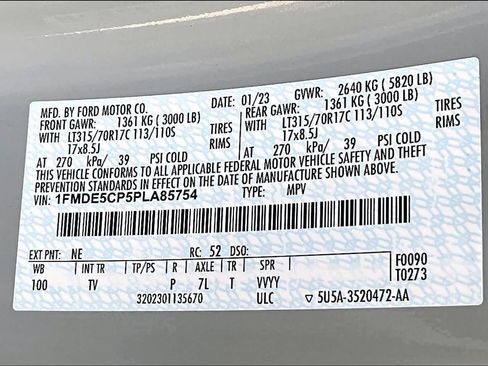 MFD. BY FORD MOTOR CO.
DATE: 01/23 GVWR: 2640 KG (5820 LB)
FRONT GAWR: 1361 KG (3000 LB) REAR GAWR: 1361 KG (3000 LB)
WITH LT315/70R17C 113/110S TIRES WITH LT315/70R17C 113/110S TIRES
17x8.5J RIMS 17x8.5J RIMS
AT 270 kPa/ 39 PSI COLD AT 270 kPa/ 39 PSI COLD
THIS VEHICLE CONFORMS TO ALL APPLICABLE FEDERAL MOTOR VEHICLE SAFETY AND THEFT
PREVENTION STANDARDS IN EFFECT ON THE DATE OF MANUFACTURE SHOWN ABOVE.
VIN: 1FMDE5CP5PLA85754 TYPE: MPV
EXT PNT: NE RC: 52 DSO:
WB INT TR TP/PS R AXLE TR SPR F0090
100 TV P 7L T VVYY T0273
3202301135670 ULC ▽ 5U5A-3520472-AA